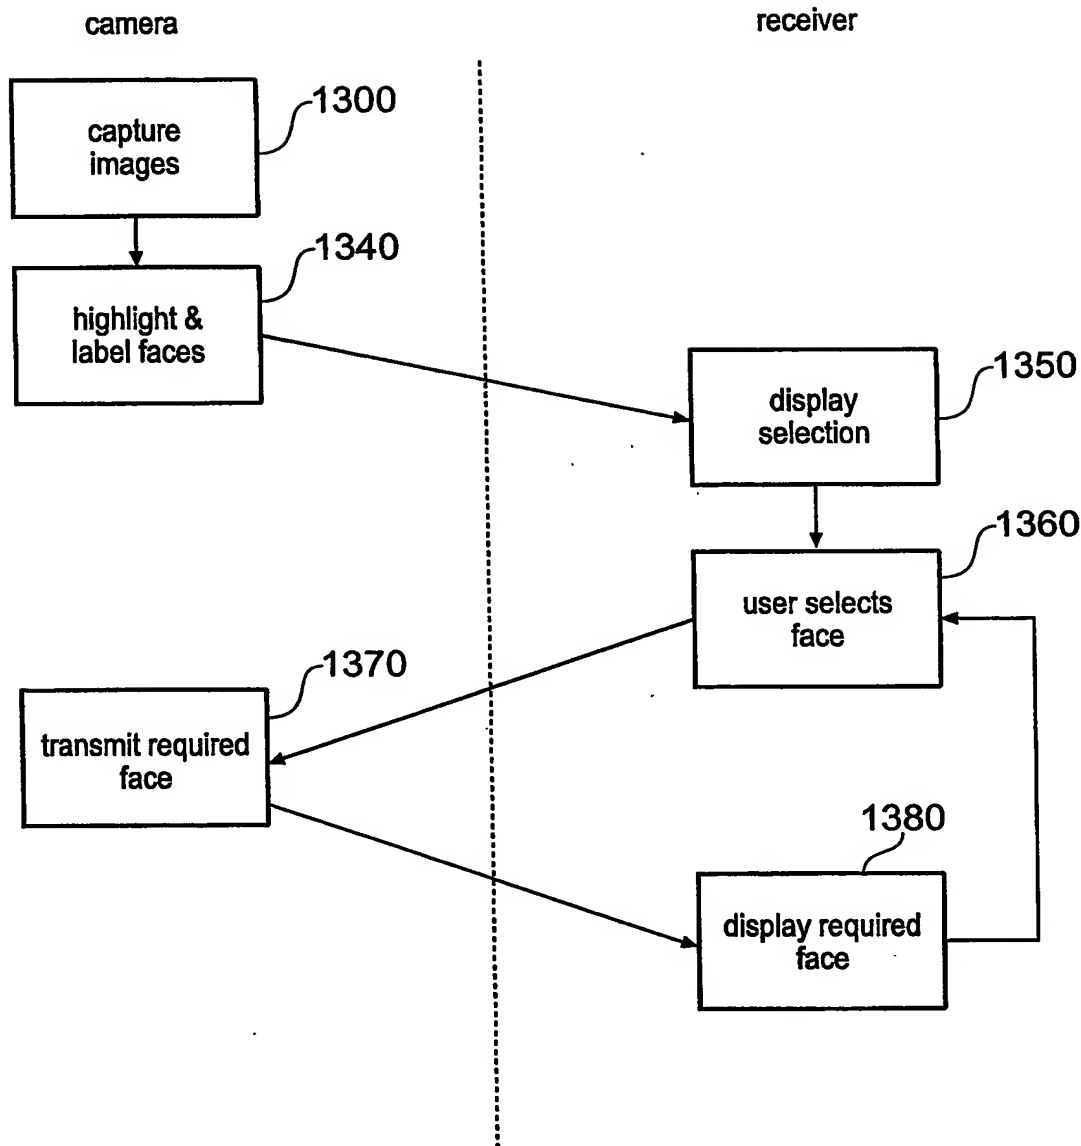 camera
receiver
1300
capture
images
1340
highlight &
label faces
1350
display
selection
1360
user selects
face
1370
transmit required
face
1380
display required
face